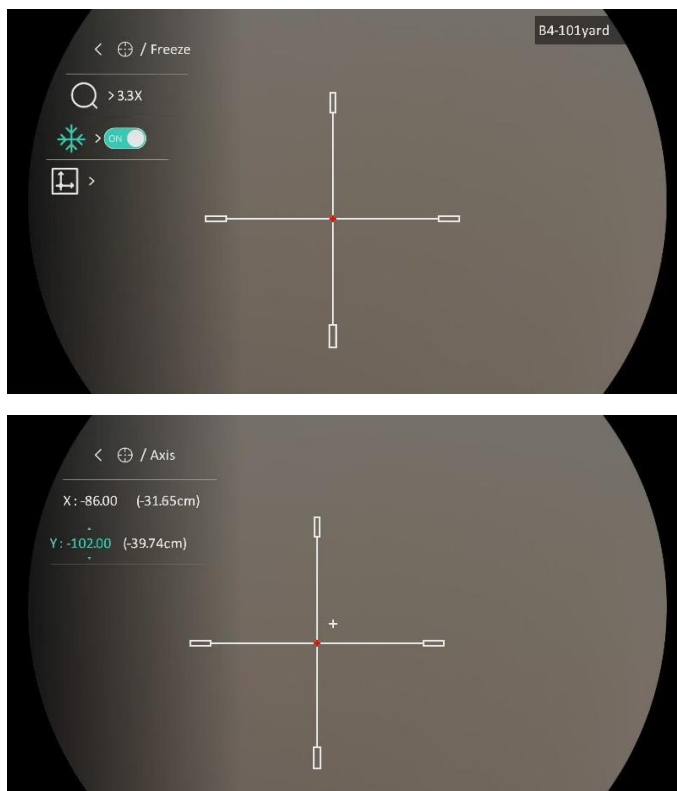 B4-101yard
< / Freeze
> 3.3X
> ON
>
< / Axis
X : -86.00 (-31.65cm)
Y : -102.00 (-39.74cm)